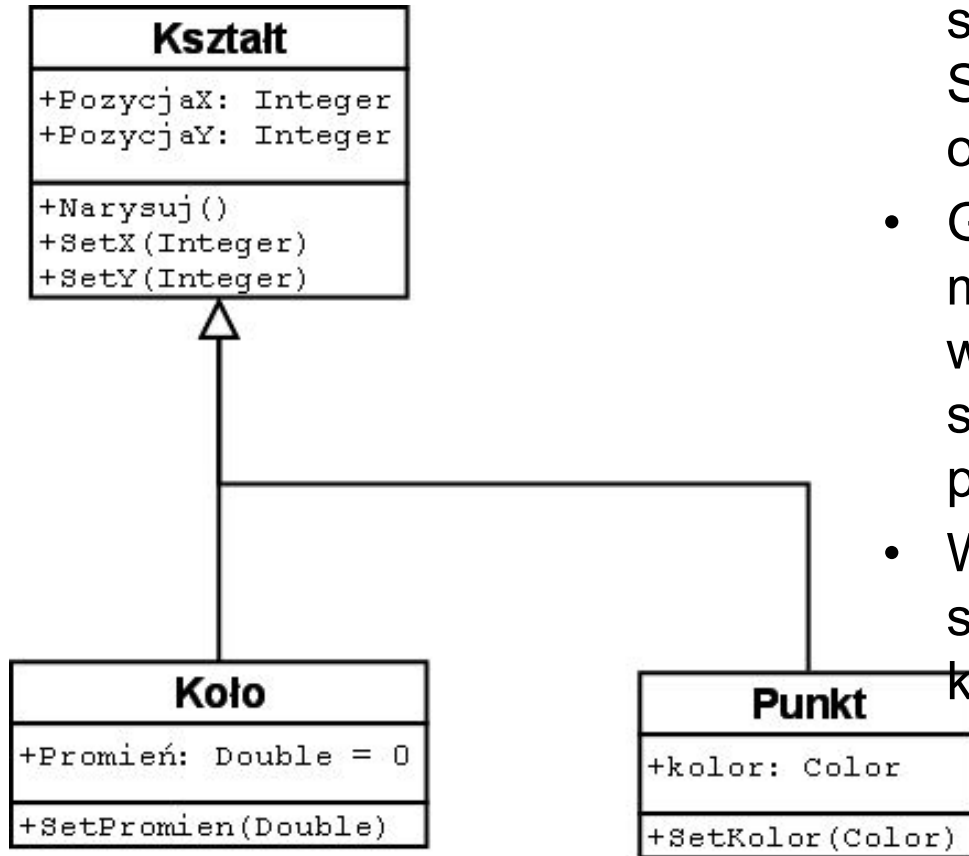 Kształt
+PozycjaX: Integer
+PozycjaY: Integer
+Narysuj()
+SetX(Integer)
+SetY(Integer)
Koło
+Promień: Double = 0
+SetPromien(Double)
Punkt
+kolor: Color
+SetKolor(Color)